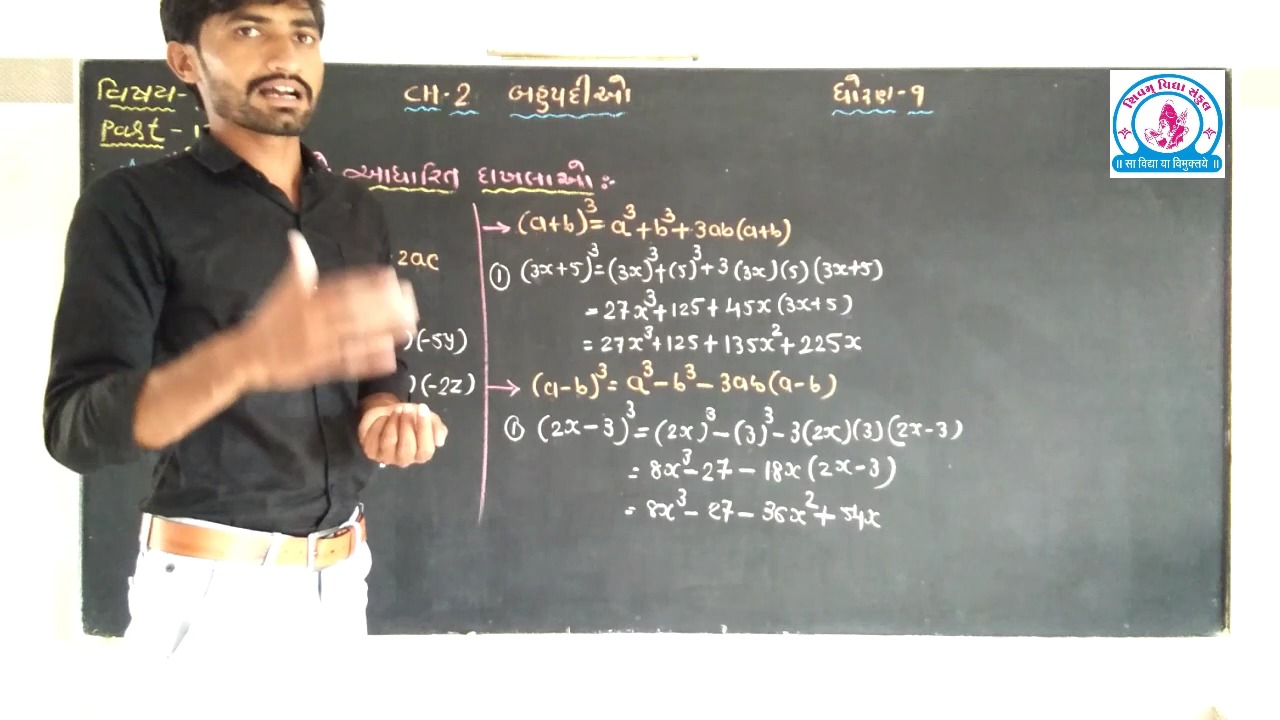 વિષય- CH-2 બહુપદીઓ ધોરણ-૧
Part - 1
આધારિત દાખલાઓ :-
→ (a+b)³ = a³+b³+3ab(a+b)
2ac
① (3x+5)³ = (3x)³+(5)³+3(3x)(5)(3x+5)
= 27x³+125+45x(3x+5)
)(-5y)
= 27x³+125+135x²+225x
)(-2z)
→ (a-b)³ = a³-b³-3ab(a-b)
① (2x-3)³ = (2x)³-(3)³-3(2x)(3)(2x-3)
= 8x³-27-18x(2x-3)
= 8x³-27-36x²+54x
શિવમ્ વિદ્યા સંકુલ
॥ सा विद्या या विमुक्तये ॥